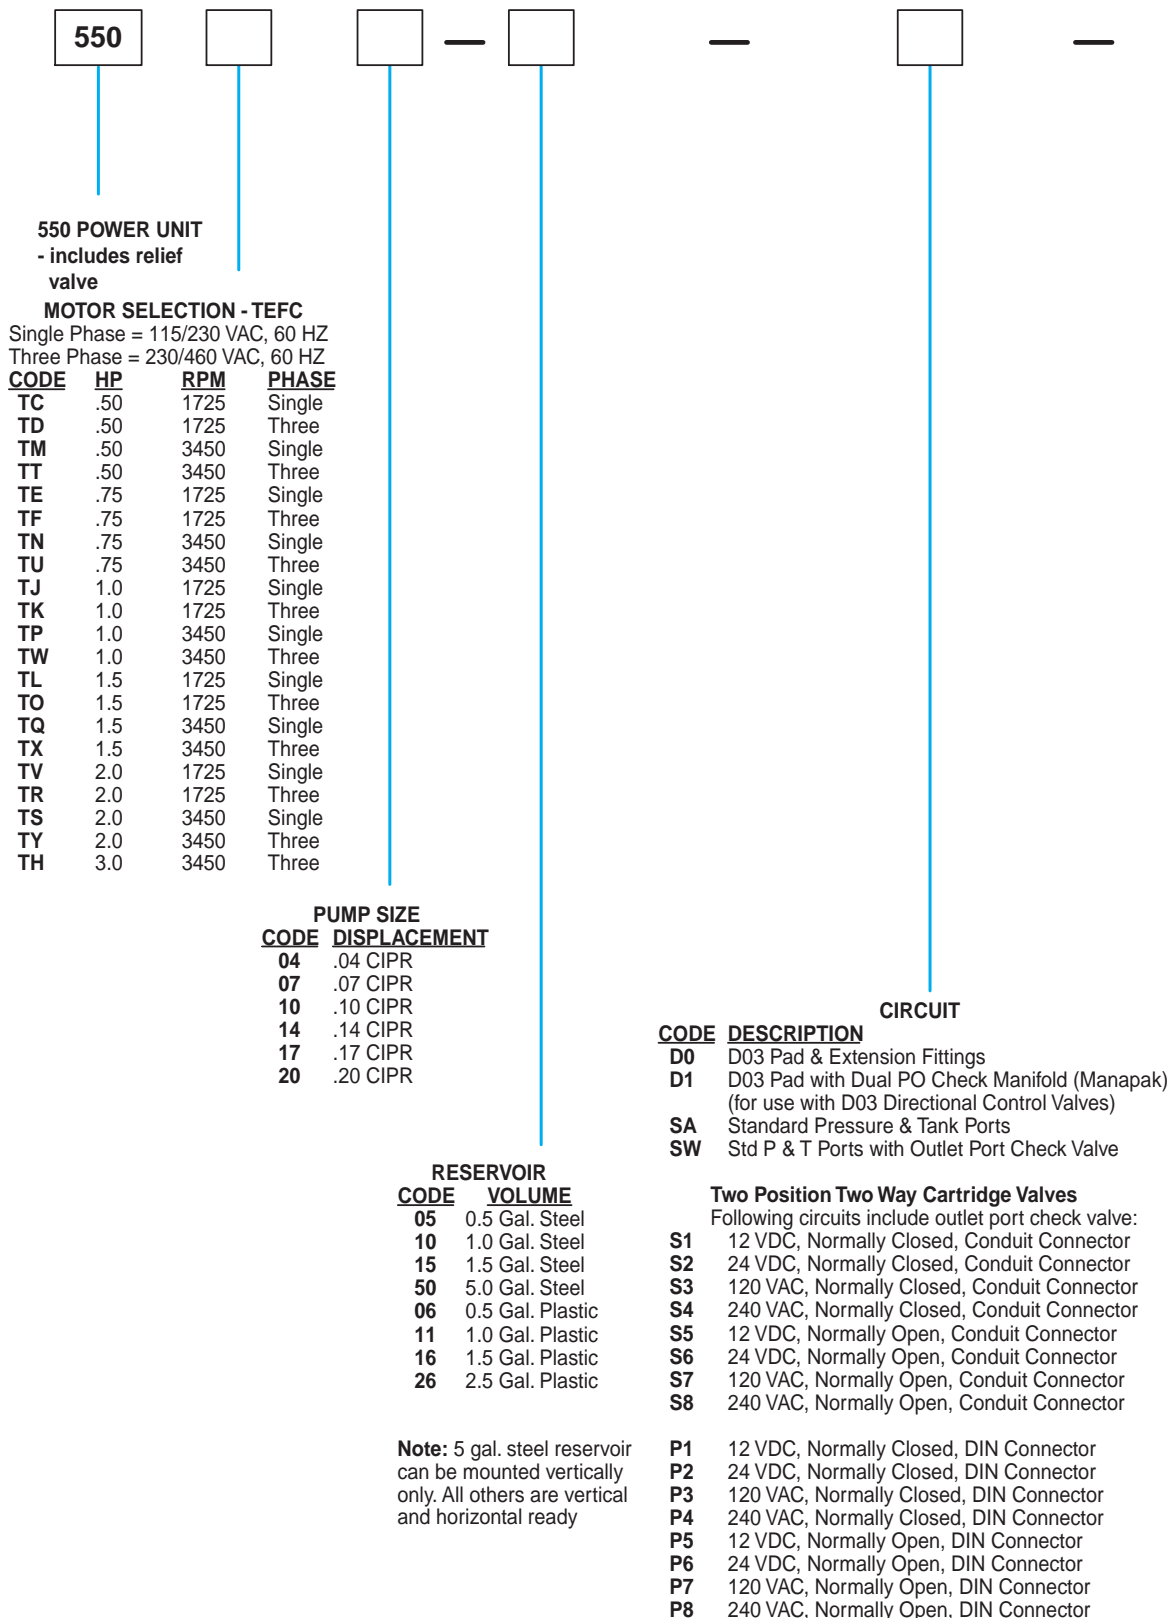 550
550 POWER UNIT
- includes relief
valve
MOTOR SELECTION - TEFC
Single Phase = 115/230 VAC, 60 HZ
Three Phase = 230/460 VAC, 60 HZ
CODE HP RPM PHASE
TC .50 1725 Single
TD .50 1725 Three
TM .50 3450 Single
TT .50 3450 Three
TE .75 1725 Single
TF .75 1725 Three
TN .75 3450 Single
TU .75 3450 Three
TJ 1.0 1725 Single
TK 1.0 1725 Three
TP 1.0 3450 Single
TW 1.0 3450 Three
TL 1.5 1725 Single
TO 1.5 1725 Three
TQ 1.5 3450 Single
TX 1.5 3450 Three
TV 2.0 1725 Single
TR 2.0 1725 Three
TS 2.0 3450 Single
TY 2.0 3450 Three
TH 3.0 3450 Three
PUMP SIZE
CODE DISPLACEMENT
04 .04 CIPR
07 .07 CIPR
10 .10 CIPR
14 .14 CIPR
17 .17 CIPR
20 .20 CIPR
RESERVOIR
CODE VOLUME
05 0.5 Gal. Steel
10 1.0 Gal. Steel
15 1.5 Gal. Steel
50 5.0 Gal. Steel
06 0.5 Gal. Plastic
11 1.0 Gal. Plastic
16 1.5 Gal. Plastic
26 2.5 Gal. Plastic
Note: 5 gal. steel reservoir
can be mounted vertically
only. All others are vertical
and horizontal ready
CIRCUIT
CODE DESCRIPTION
D0 D03 Pad & Extension Fittings
D1 D03 Pad with Dual PO Check Manifold (Manapak)
(for use with D03 Directional Control Valves)
SA Standard Pressure & Tank Ports
SW Std P & T Ports with Outlet Port Check Valve
Two Position Two Way Cartridge Valves
Following circuits include outlet port check valve:
S1 12 VDC, Normally Closed, Conduit Connector
S2 24 VDC, Normally Closed, Conduit Connector
S3 120 VAC, Normally Closed, Conduit Connector
S4 240 VAC, Normally Closed, Conduit Connector
S5 12 VDC, Normally Open, Conduit Connector
S6 24 VDC, Normally Open, Conduit Connector
S7 120 VAC, Normally Open, Conduit Connector
S8 240 VAC, Normally Open, Conduit Connector
P1 12 VDC, Normally Closed, DIN Connector
P2 24 VDC, Normally Closed, DIN Connector
P3 120 VAC, Normally Closed, DIN Connector
P4 240 VAC, Normally Closed, DIN Connector
P5 12 VDC, Normally Open, DIN Connector
P6 24 VDC, Normally Open, DIN Connector
P7 120 VAC, Normally Open, DIN Connector
P8 240 VAC, Normally Open, DIN Connector